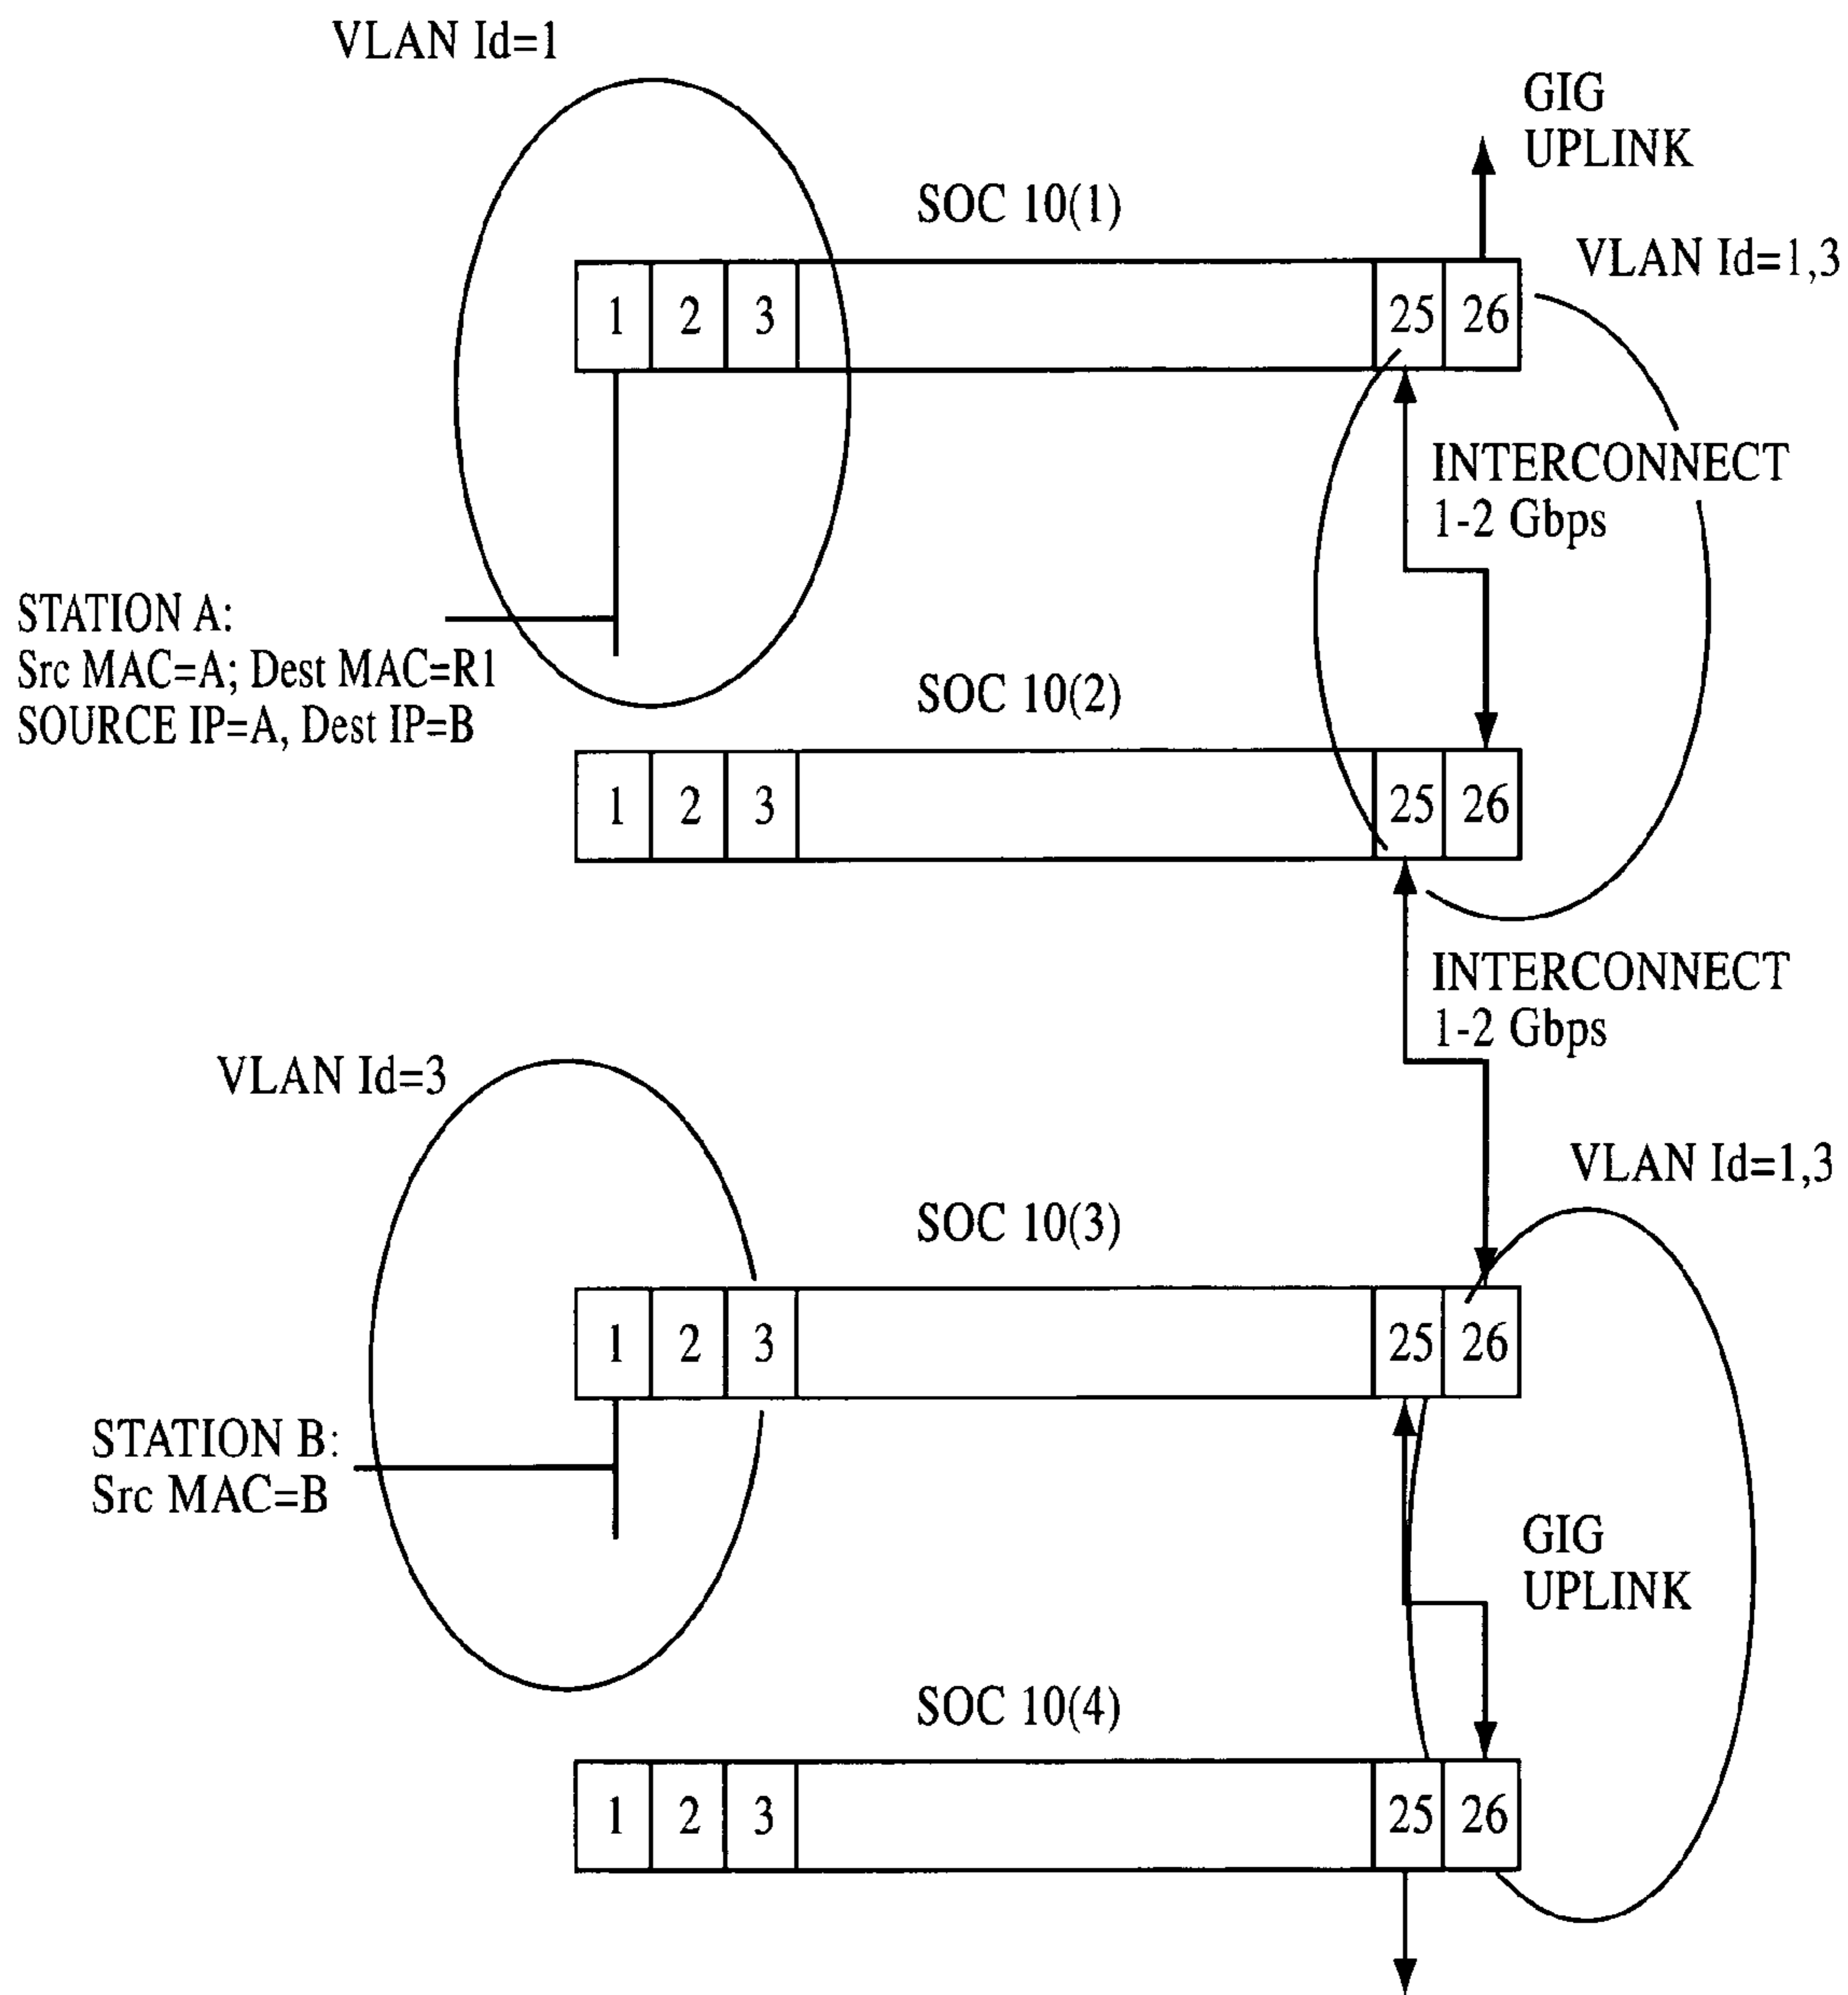 VLAN Id=1
GIG
UPLINK
SOC 10(1)
VLAN Id=1,3
1 2 3 25 26
INTERCONNECT
1-2 Gbps
STATION A:
Src MAC=A; Dest MAC=R1
SOURCE IP=A, Dest IP=B
SOC 10(2)
1 2 3 25 26
INTERCONNECT
1-2 Gbps
VLAN Id=3
VLAN Id=1,3
SOC 10(3)
1 2 3 25 26
STATION B:
Src MAC=B
GIG
UPLINK
SOC 10(4)
1 2 3 25 26